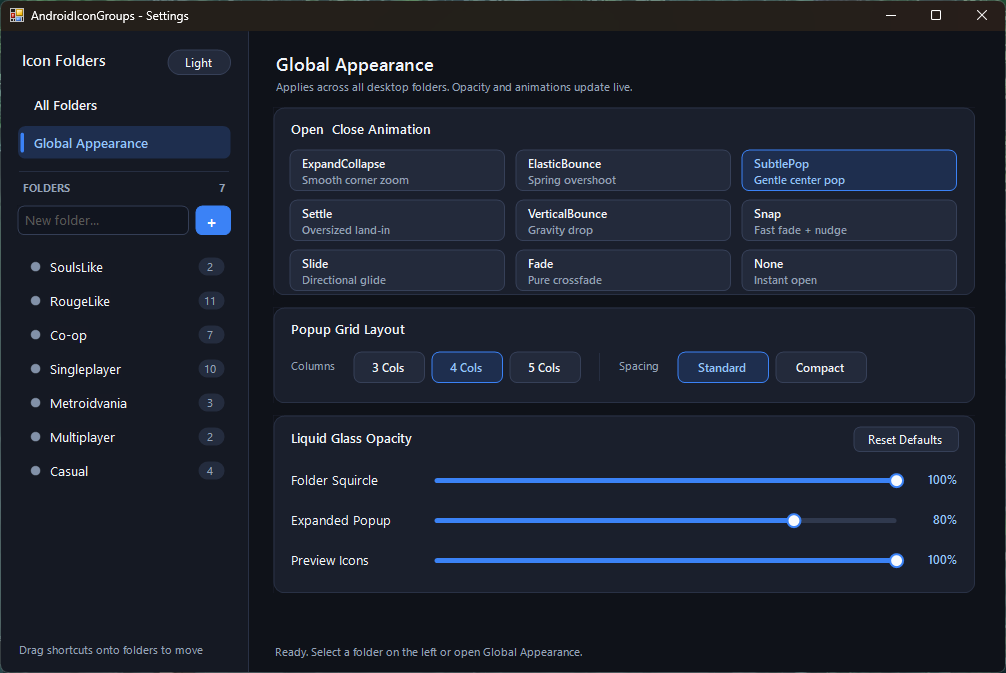 AndroidIconGroups - Settings
Icon Folders
Light
All Folders
Global Appearance
FOLDERS 7
New folder...
+
SoulsLike 2
RougeLike 11
Co-op 7
Singleplayer 10
Metroidvania 3
Multiplayer 2
Casual 4
Drag shortcuts onto folders to move
Global Appearance
Applies across all desktop folders. Opacity and animations update live.
Open Close Animation
ExpandCollapse
Smooth corner zoom
ElasticBounce
Spring overshoot
SubtlePop
Gentle center pop
Settle
Oversized land-in
VerticalBounce
Gravity drop
Snap
Fast fade + nudge
Slide
Directional glide
Fade
Pure crossfade
None
Instant open
Popup Grid Layout
Columns 3 Cols 4 Cols 5 Cols Spacing Standard Compact
Liquid Glass Opacity
Reset Defaults
Folder Squircle 100%
Expanded Popup 80%
Preview Icons 100%
Ready. Select a folder on the left or open Global Appearance.